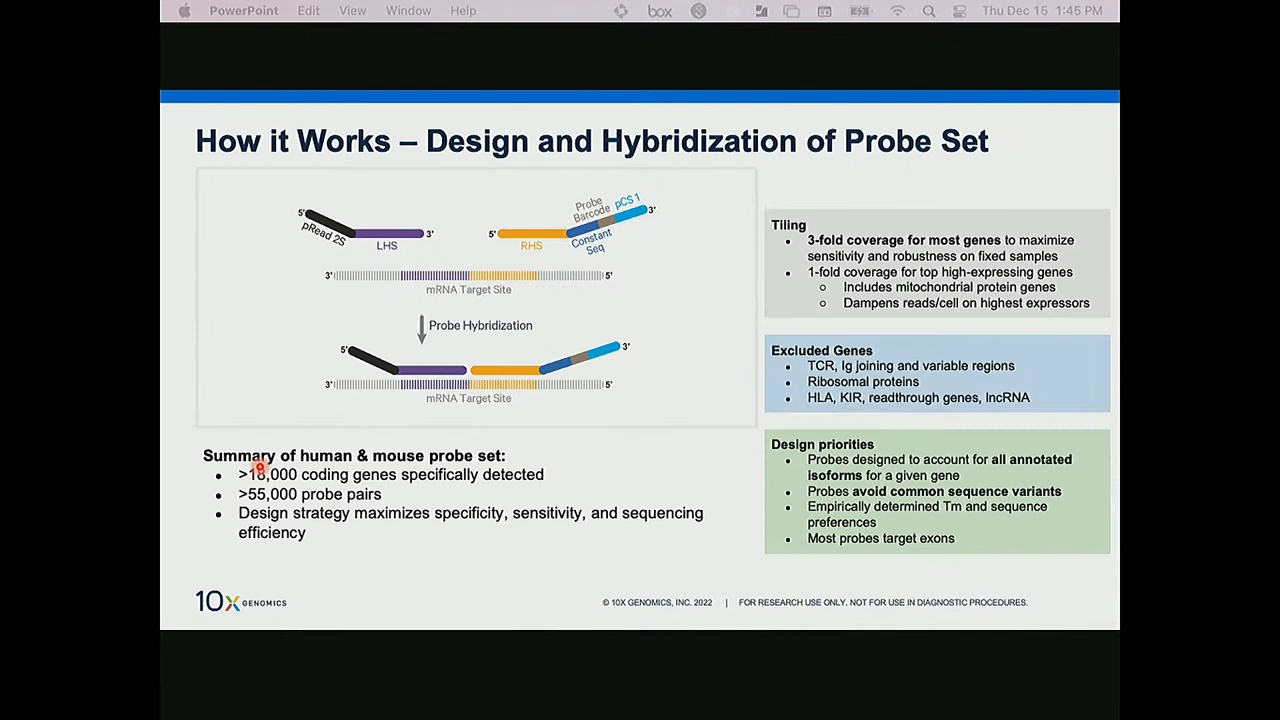 PowerPoint Edit View Window Help box Thu Dec 15 1:45 PM
How it Works – Design and Hybridization of Probe Set
5'
pRead 2S
LHS
3'
5'
RHS
Constant
Seq
Probe
Barcode
pCS 1
3'
3'
5'
mRNA Target Site
Probe Hybridization
5'
3'
3'
5'
mRNA Target Site
Summary of human & mouse probe set:
• >18,000 coding genes specifically detected
• >55,000 probe pairs
• Design strategy maximizes specificity, sensitivity, and sequencing
efficiency
Tiling
• 3-fold coverage for most genes to maximize
sensitivity and robustness on fixed samples
• 1-fold coverage for top high-expressing genes
○ Includes mitochondrial protein genes
○ Dampens reads/cell on highest expressors
Excluded Genes
• TCR, Ig joining and variable regions
• Ribosomal proteins
• HLA, KIR, readthrough genes, lncRNA
Design priorities
• Probes designed to account for all annotated
isoforms for a given gene
• Probes avoid common sequence variants
• Empirically determined Tm and sequence
preferences
• Most probes target exons
10X GENOMICS
© 10X GENOMICS, INC. 2022 | FOR RESEARCH USE ONLY. NOT FOR USE IN DIAGNOSTIC PROCEDURES.